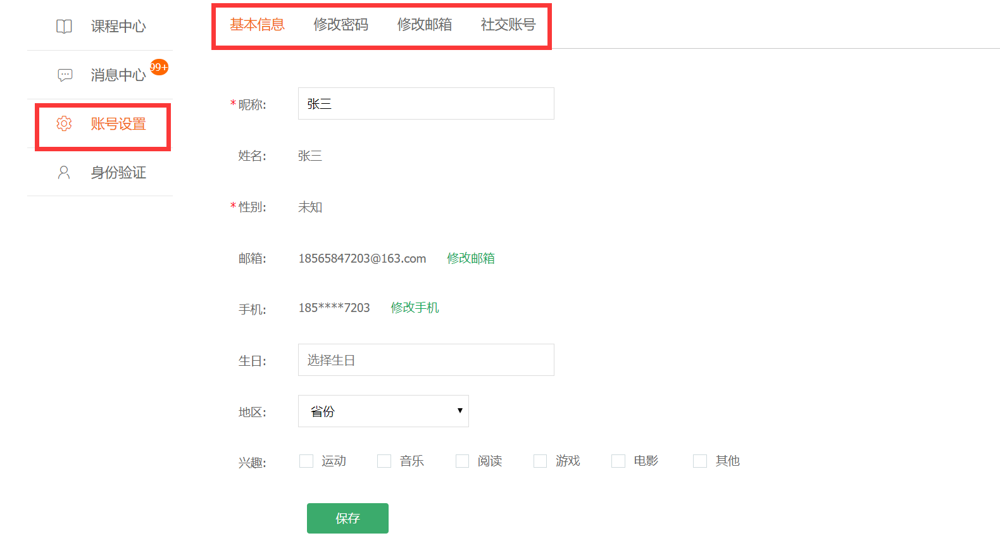 课程中心
消息中心 99+
账号设置
身份验证
基本信息 修改密码 修改邮箱 社交账号
* 昵称: 张三
姓名: 张三
* 性别: 未知
邮箱: 18565847203@163.com 修改邮箱
手机: 185****7203 修改手机
生日: 选择生日
地区: 省份
兴趣: 运动 音乐 阅读 游戏 电影 其他
保存